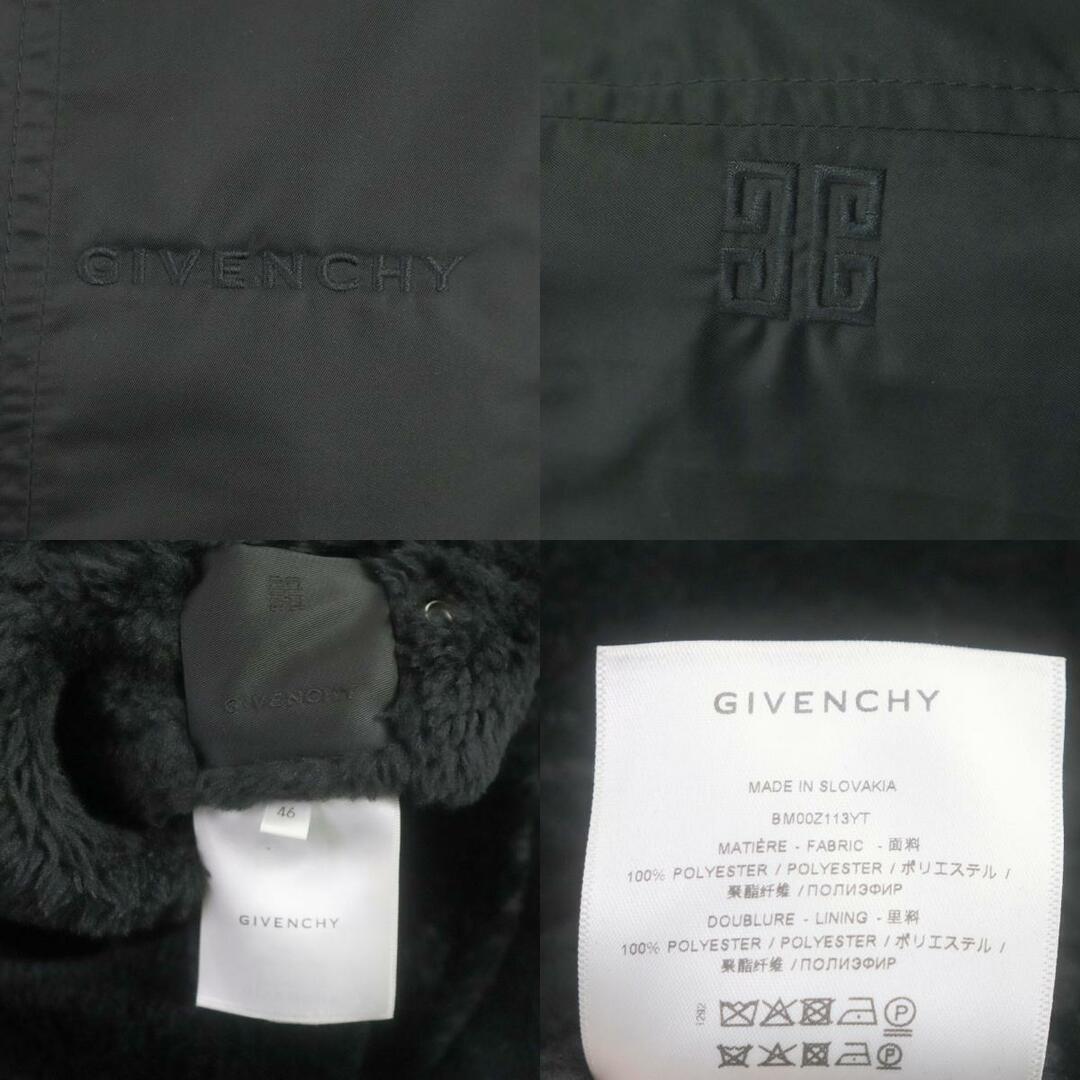 GIVENCHY
GIVENCHY
46
GIVENCHY
GIVENCHY
MADE IN SLOVAKIA
BM00Z113YT
MATIÈRE - FABRIC - 面料
100% POLYESTER / POLYESTER / ポリエステル /
聚酯纤维 / ПОЛИЭФИР
DOUBLURE - LINING - 里料
100% POLYESTER / POLYESTER / ポリエステル /
聚酯纤维 / ПОЛИЭФИР
1292